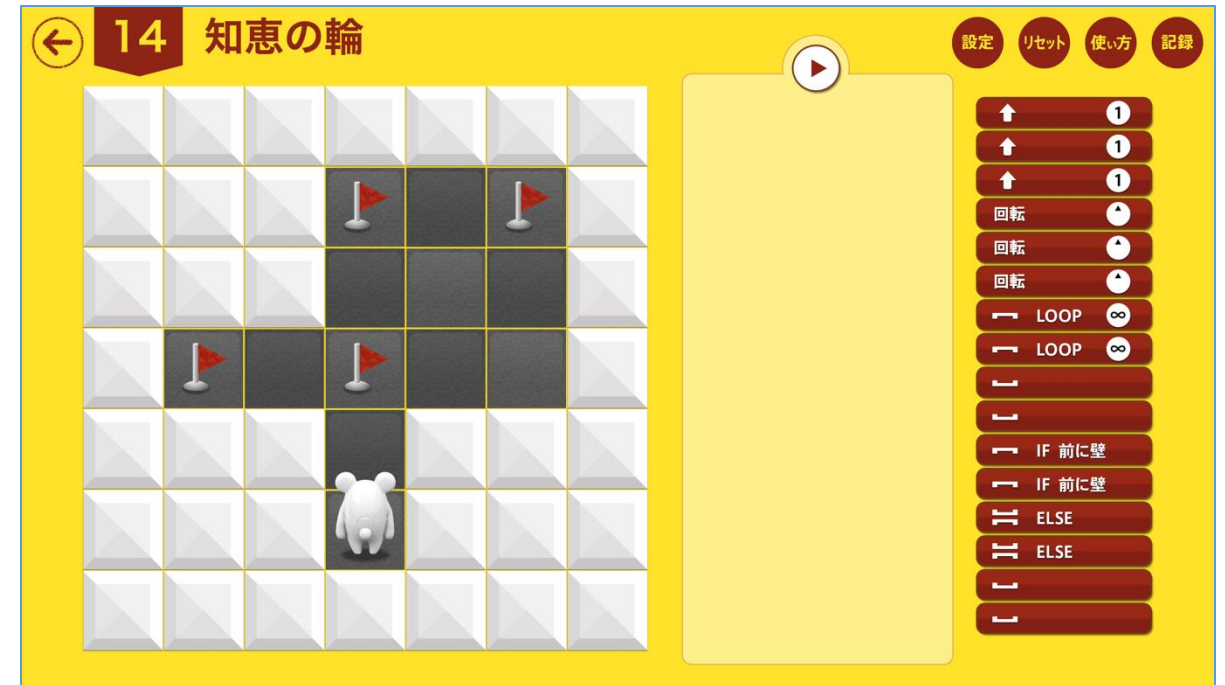 14 知恵の輪
設定 リセット 使い方 記録
↑ 1
↑ 1
↑ 1
回転
回転
回転
LOOP ∞
LOOP ∞
IF 前に壁
IF 前に壁
ELSE
ELSE